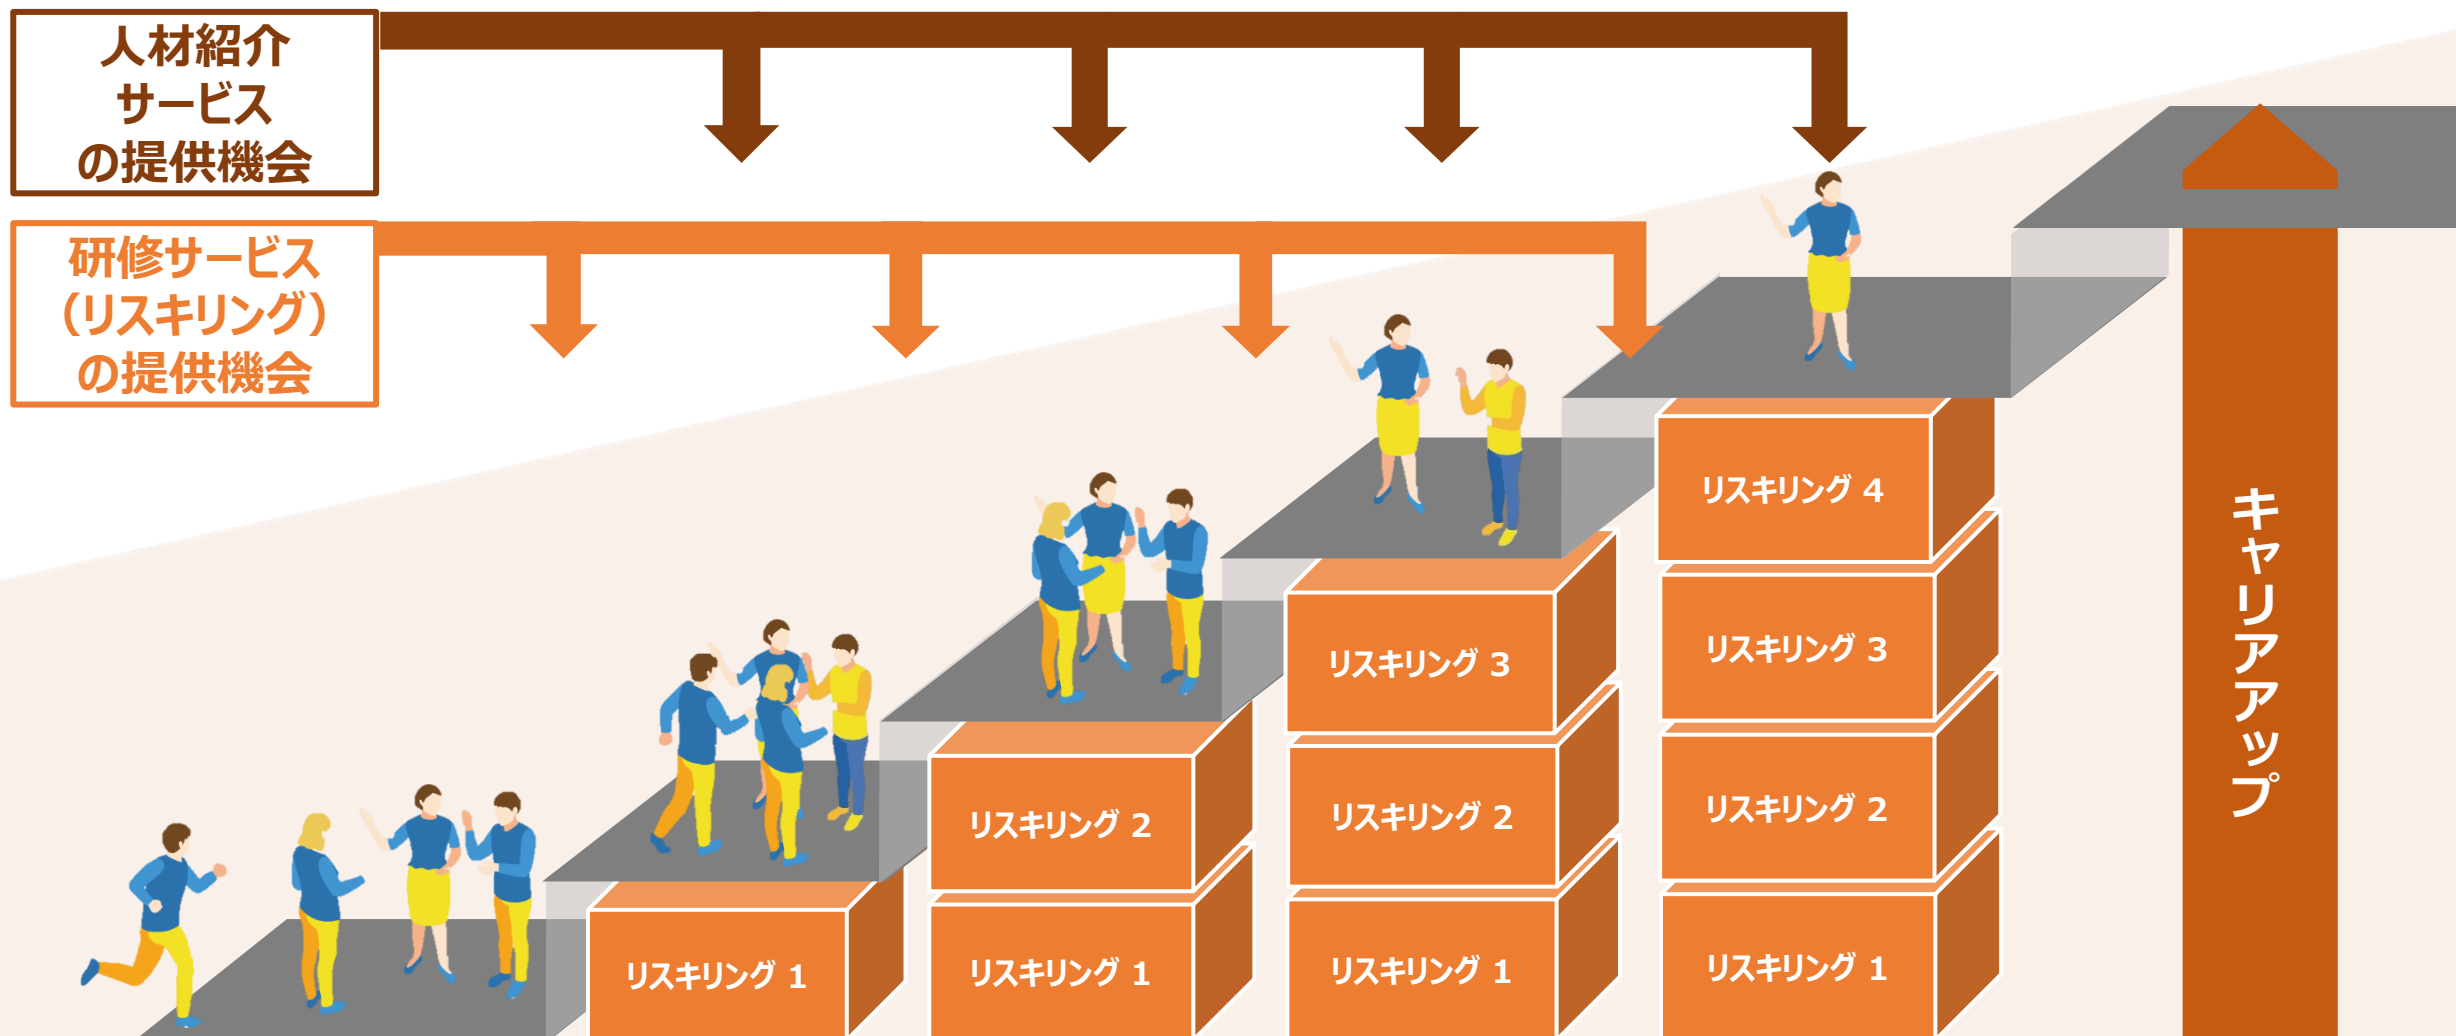 人材紹介
サービス
の提供機会
研修サービス
（リスキリング）
の提供機会
リスキリング 4
リスキリング 3
リスキリング 3
リスキリング 2
リスキリング 2
リスキリング 2
リスキリング 1
リスキリング 1
リスキリング 1
リスキリング 1
キャリアアップ